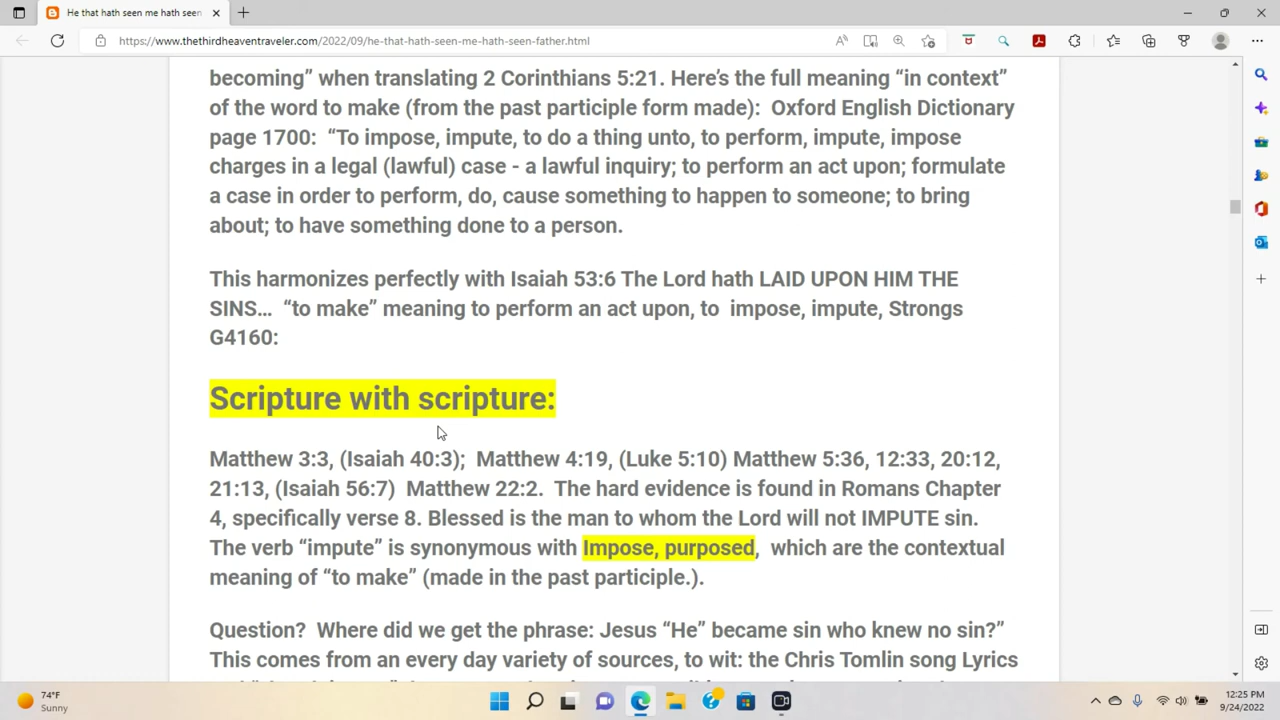 He that hath seen me hath seen
https://www.thethirdheaventraveler.com/2022/09/he-that-hath-seen-me-hath-seen-father.html
becoming” when translating 2 Corinthians 5:21. Here’s the full meaning “in context”
of the word to make (from the past participle form made):  Oxford English Dictionary
page 1700:  “To impose, impute, to do a thing unto, to perform, impute, impose
charges in a legal (lawful) case - a lawful inquiry; to perform an act upon; formulate
a case in order to perform, do, cause something to happen to someone; to bring
about; to have something done to a person.
This harmonizes perfectly with Isaiah 53:6 The Lord hath LAID UPON HIM THE
SINS…  “to make” meaning to perform an act upon, to  impose, impute, Strongs
G4160:
Scripture with scripture:
Matthew 3:3, (Isaiah 40:3);  Matthew 4:19, (Luke 5:10) Matthew 5:36, 12:33, 20:12,
21:13, (Isaiah 56:7)  Matthew 22:2.  The hard evidence is found in Romans Chapter
4, specifically verse 8. Blessed is the man to whom the Lord will not IMPUTE sin.
The verb “impute” is synonymous with Impose, purposed,  which are the contextual
meaning of “to make” (made in the past participle.).
Question?  Where did we get the phrase: Jesus “He” became sin who knew no sin?”
This comes from an every day variety of sources, to wit: the Chris Tomlin song Lyrics
74°F
Sunny
12:25 PM
9/24/2022